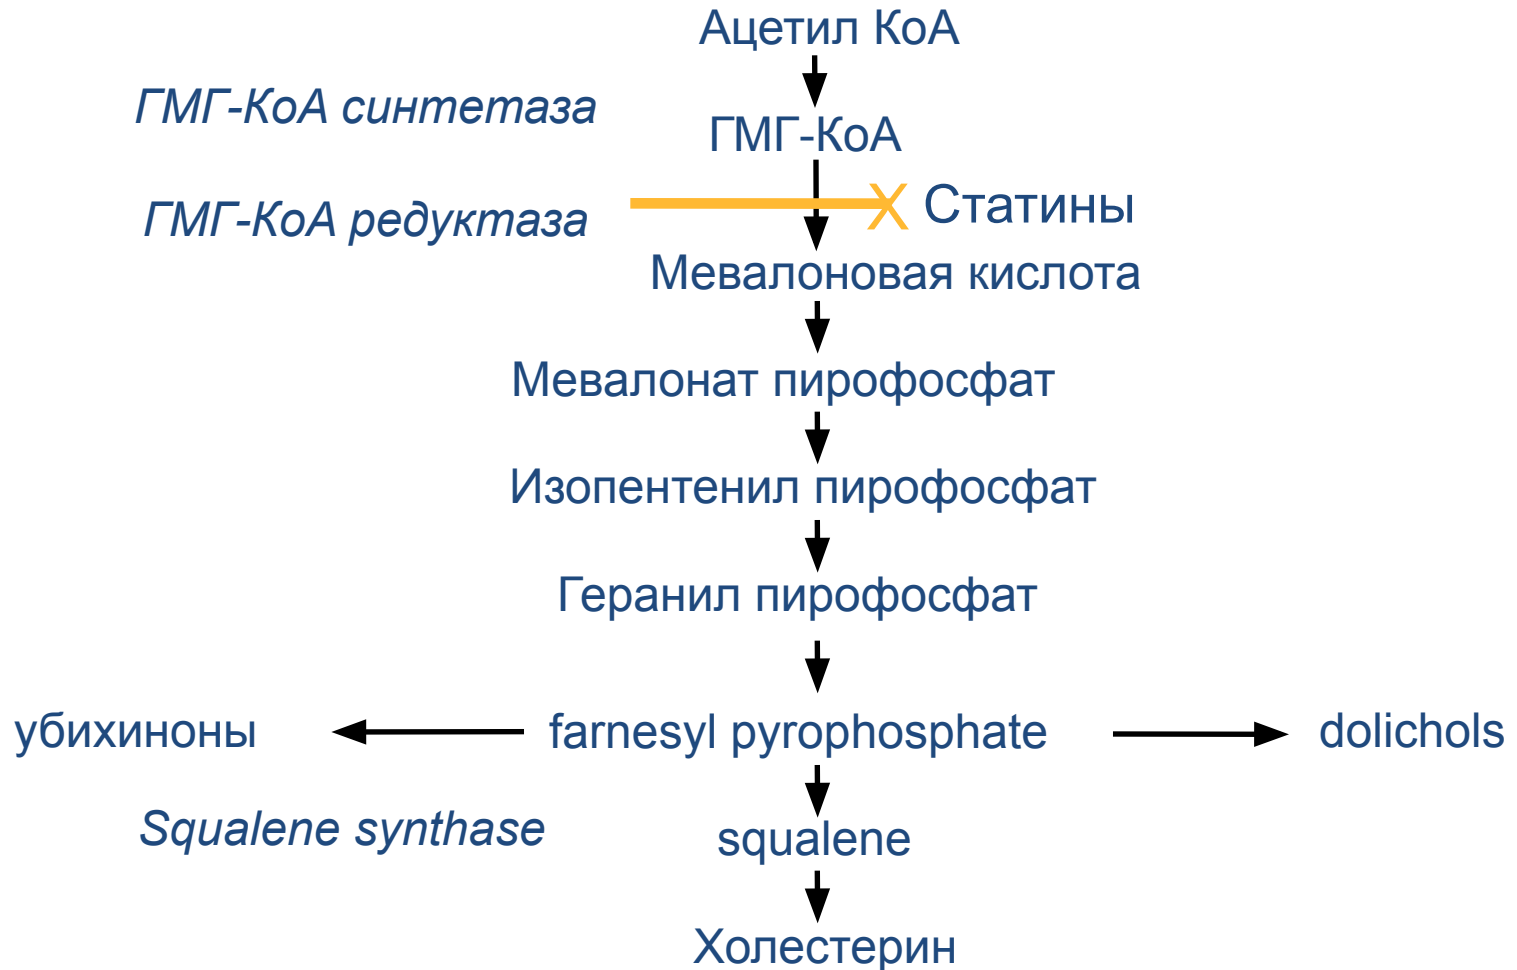 Ацетил КоА
ГМГ-КоА синтетаза
ГМГ-КоА
ГМГ-КоА редуктаза
X Статины
Мевалоновая кислота
Мевалонат пирофосфат
Изопентенил пирофосфат
Геранил пирофосфат
убихиноны farnesyl pyrophosphate dolichols
Squalene synthase
squalene
Холестерин